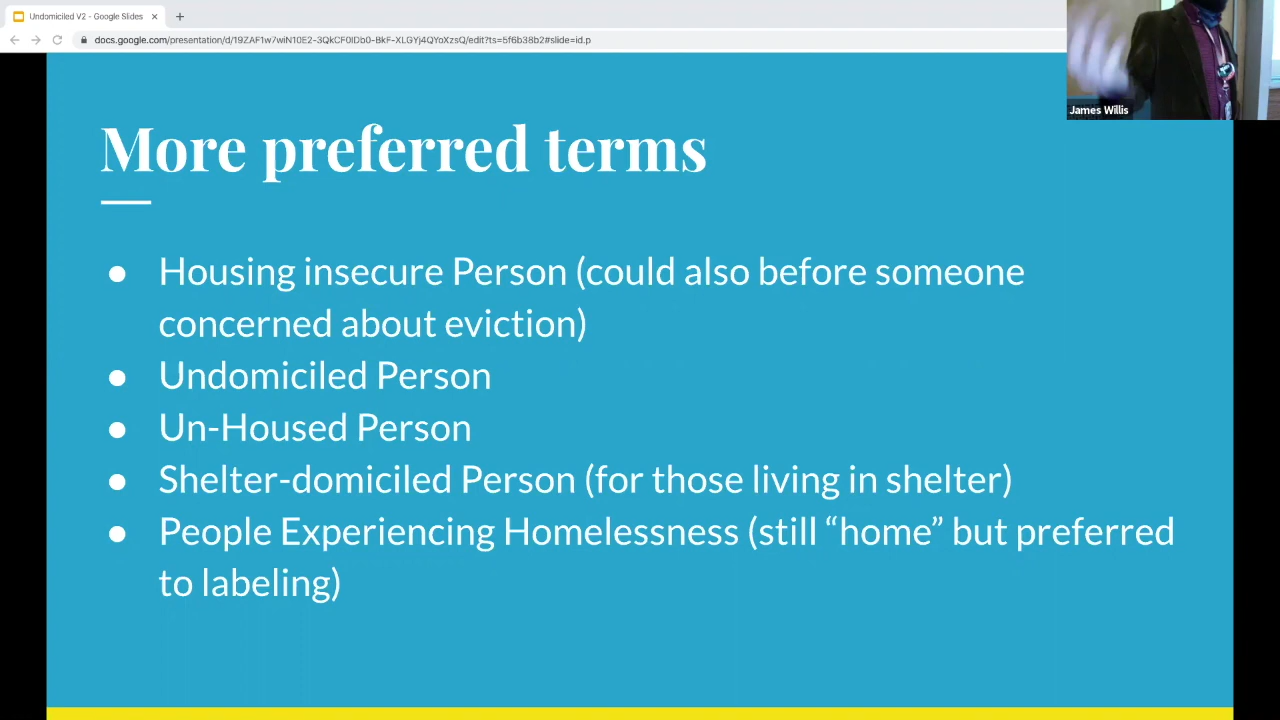 Undomiciled V2 - Google Slides
docs.google.com/presentation/d/19ZAF1w7wiN10E2-3QkCF0IDb0-BkF-XLGYj4QYoXzsQ/edit?ts=5f6b38b2#slide=id.p
James Willis
More preferred terms
● Housing insecure Person (could also before someone
concerned about eviction)
● Undomiciled Person
● Un-Housed Person
● Shelter-domiciled Person (for those living in shelter)
● People Experiencing Homelessness (still “home” but preferred
to labeling)